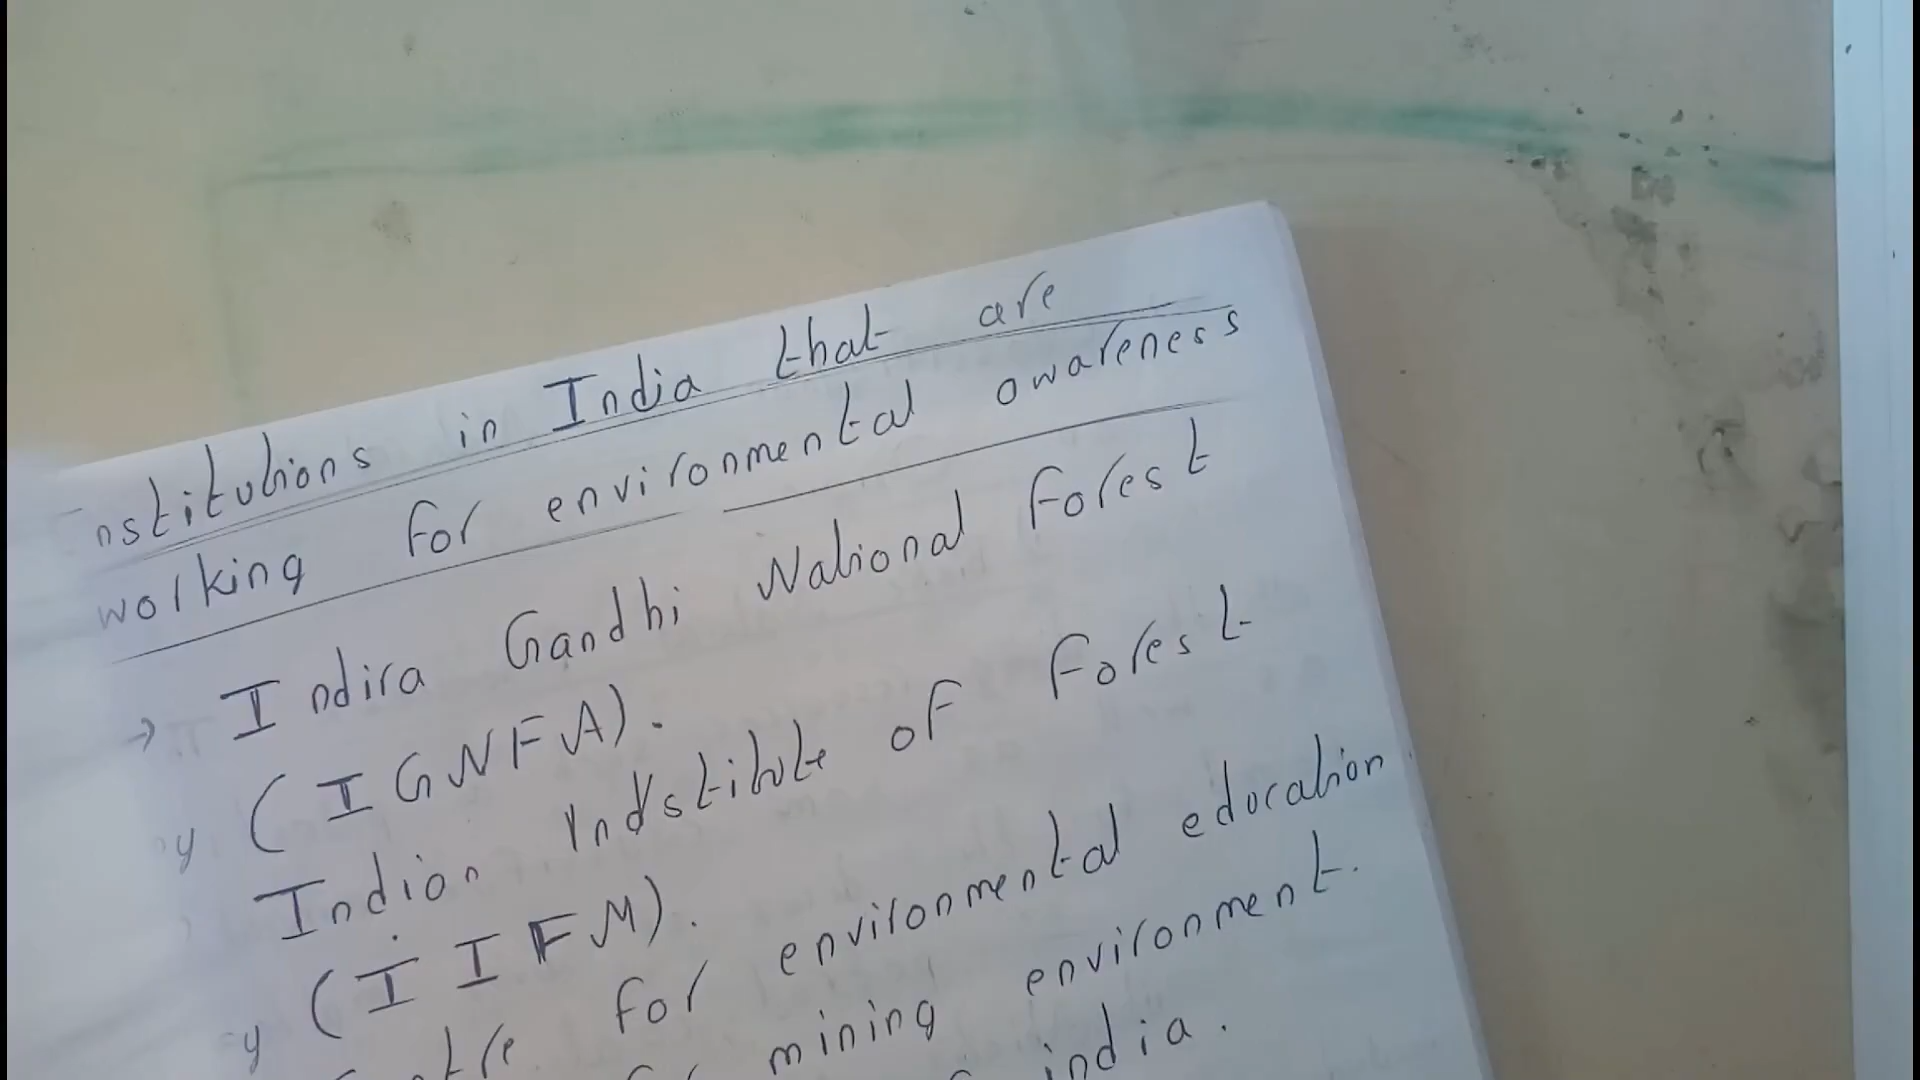 nstitutions in India that are
working for environmental awareness
→ Indira Gandhi National Forest
(IGNFA).
y Indian Institute of Forest
(IIFM).
y for environmental education
mining environment.
india.